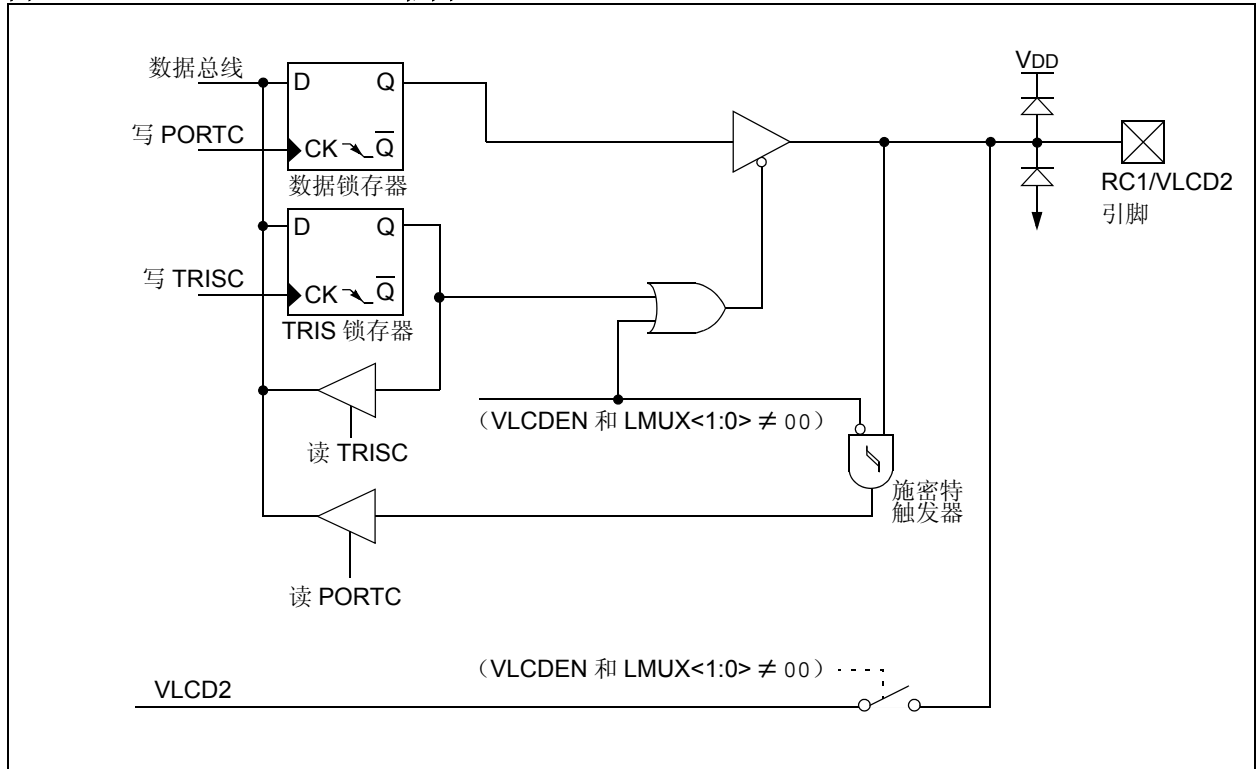 数据总线
D Q
写 PORTC
CK Q
数据锁存器
D Q
写 TRISC
CK Q
TRIS 锁存器
读 TRISC
(VLCDEN 和 LMUX<1:0> ≠ 00)
施密特
触发器
读 PORTC
(VLCDEN 和 LMUX<1:0> ≠ 00)
VLCD2
VDD
RC1/VLCD2
引脚